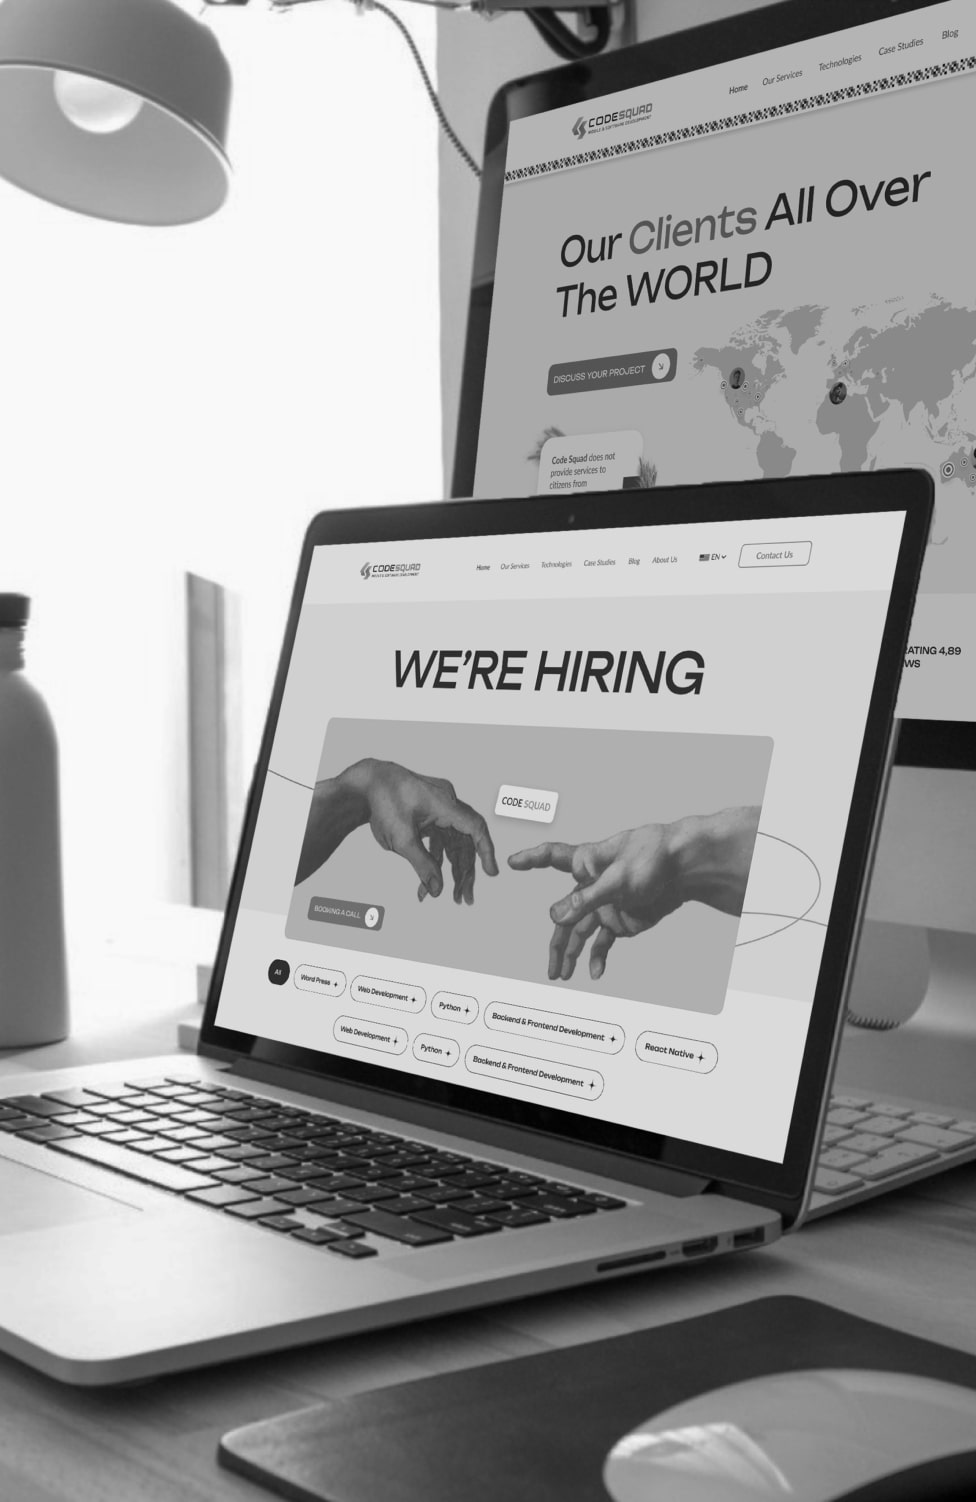 Home Our Services Technologies Case Studies Blog
CODESQUAD
MOBILE & SOFTWARE DEVELOPMENT
Our Clients All Over
The WORLD
DISCUSS YOUR PROJECT
Code Squad does not
provide services to
citizens from
RATING 4,89
CODESQUAD
MOBILE & SOFTWARE DEVELOPMENT
Home Our Services Technologies Case Studies Blog About Us EN Contact Us
WE'RE HIRING
CODE SQUAD
BOOKING A CALL
All Word Press Web Development Python Backend & Frontend Development React Native
Web Development Python Backend & Frontend Development